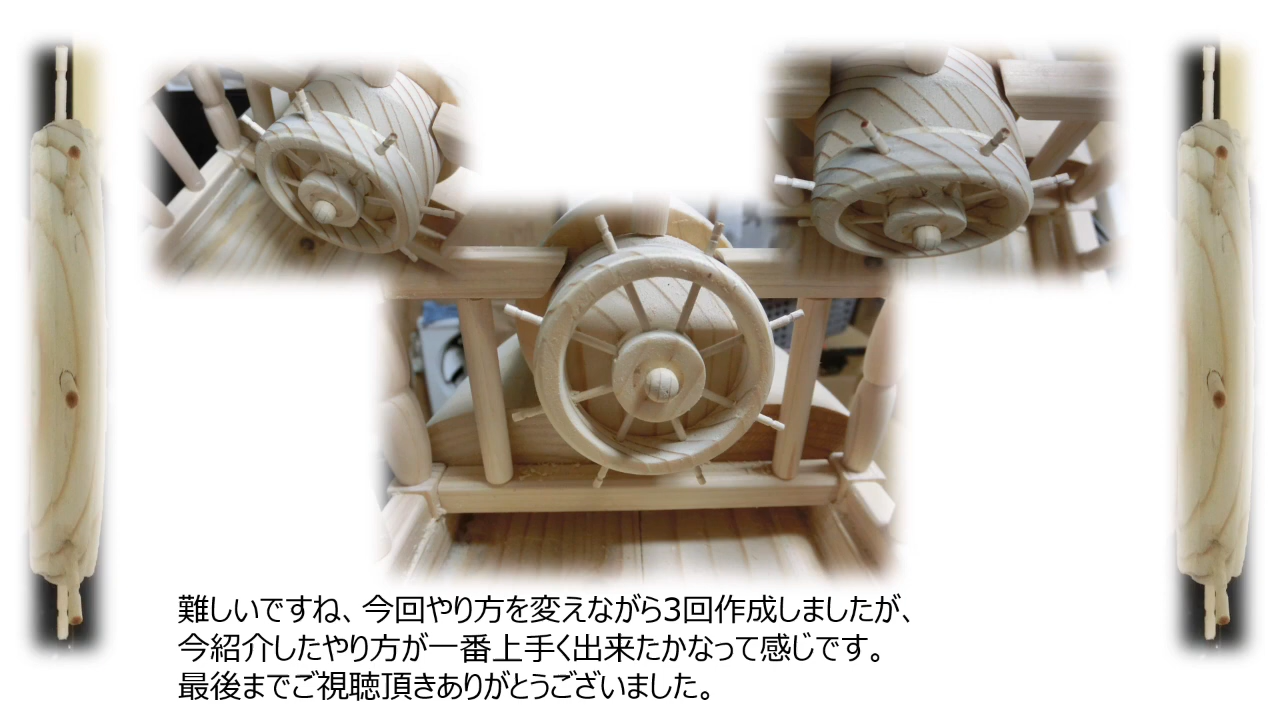 難しいですね、今回やり方を変えながら3回作成しましたが、
今紹介したやり方が一番上手く出来たかなって感じです。
最後までご視聴頂きありがとうございました。